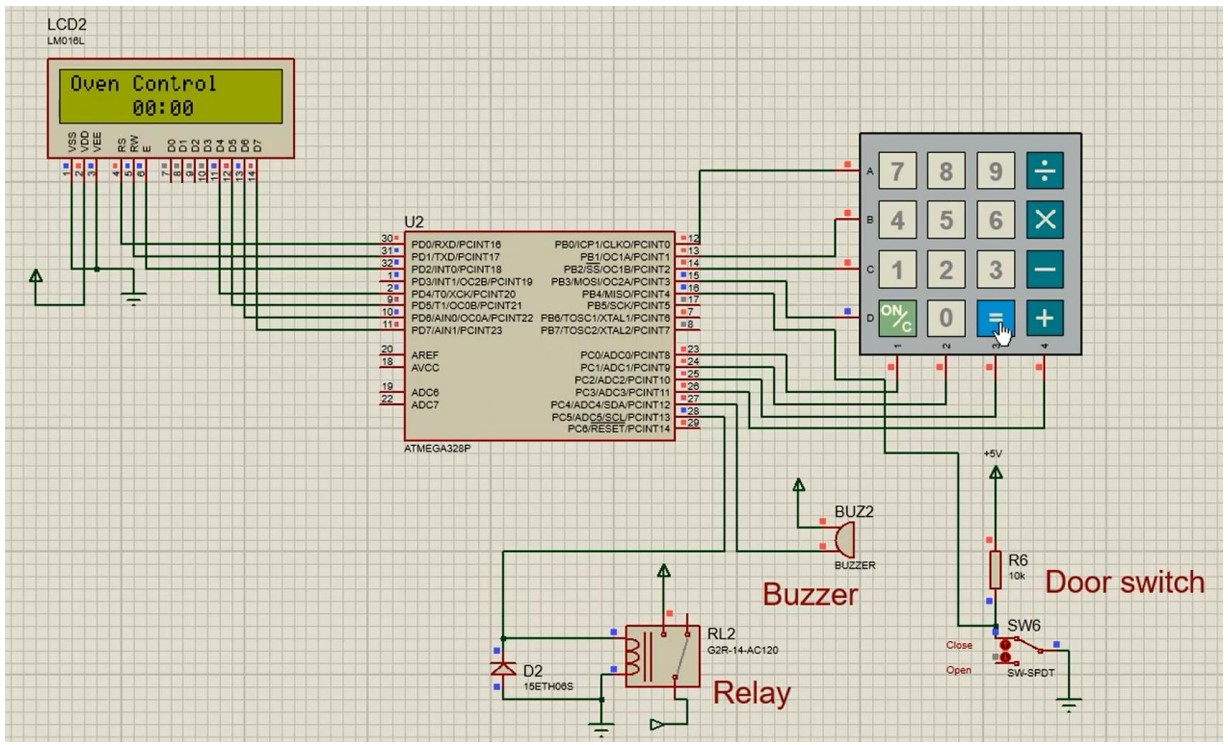 LCD2
LM016L
Oven Control
00:00
VSS
VDD
VEE
RS
RW
E
D0
D1
D2
D3
D4
D5
D6
D7
1
2
3
4
5
6
7
8
9
10
11
12
13
14
U2
30 PD0/RXD/PCINT16 PB0/ICP1/CLKO/PCINT0 12
31 PD1/TXD/PCINT17 PB1/OC1A/PCINT1 13
32 PD2/INT0/PCINT18 PB2/SS/OC1B/PCINT2 14
1 PD3/INT1/OC2B/PCINT19 PB3/MOSI/OC2A/PCINT3 15
2 PD4/T0/XCK/PCINT20 PB4/MISO/PCINT4 16
9 PD5/T1/OC0B/PCINT21 PB5/SCK/PCINT5 17
10 PD6/AIN0/OC0A/PCINT22 PB6/TOSC1/XTAL1/PCINT6 7
11 PD7/AIN1/PCINT23 PB7/TOSC2/XTAL2/PCINT7 8
20 AREF PC0/ADC0/PCINT8 23
18 AVCC PC1/ADC1/PCINT9 24
PC2/ADC2/PCINT10 25
19 ADC6 PC3/ADC3/PCINT11 26
22 ADC7 PC4/ADC4/SDA/PCINT12 27
PC5/ADC5/SCL/PCINT13 28
PC6/RESET/PCINT14 29
ATMEGA328P
A 7 8 9 ÷
B 4 5 6 ×
C 1 2 3 −
D ON/C 0 = +
1 2 3 4
+5V
BUZ2
BUZZER
Buzzer
R6
10k
Door switch
SW6
Close
Open
SW-SPDT
RL2
G2R-14-AC120
Relay
D2
15ETH06S